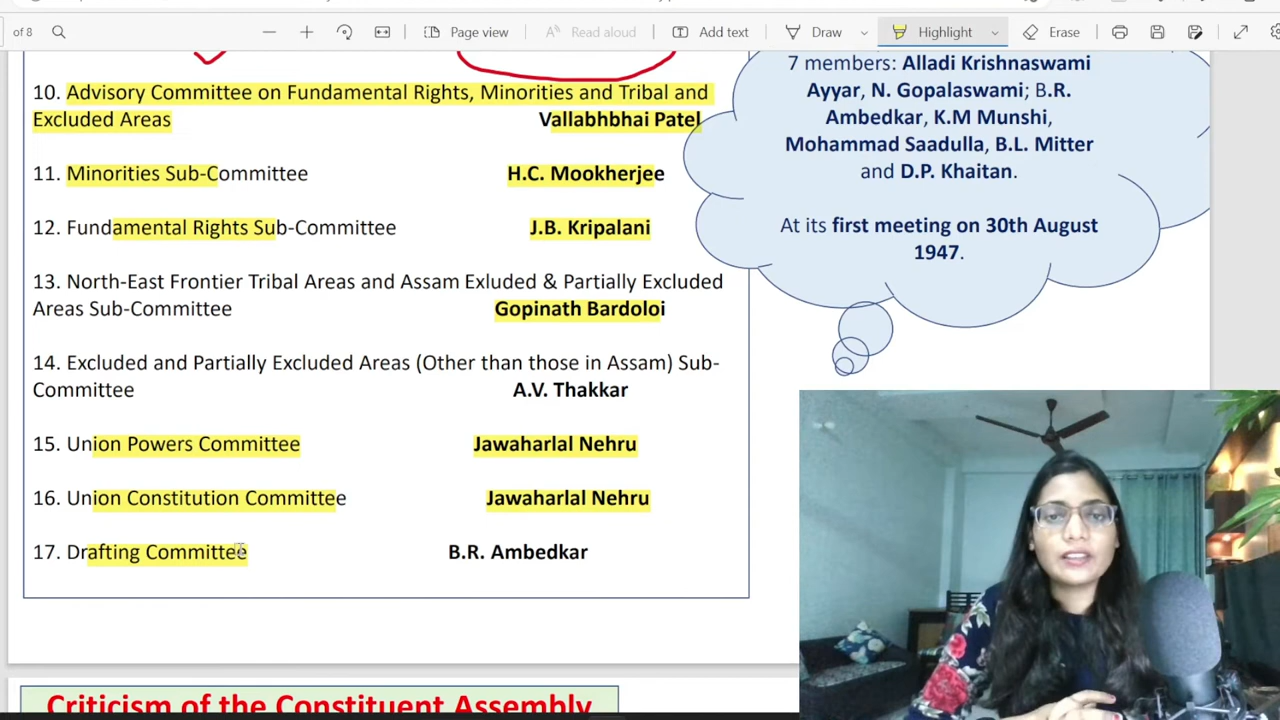 of 8
Page view
Read aloud
Add text
Draw
Highlight
Erase
10. Advisory Committee on Fundamental Rights, Minorities and Tribal and
Excluded Areas Vallabhbhai Patel
11. Minorities Sub-Committee H.C. Mookherjee
12. Fundamental Rights Sub-Committee J.B. Kripalani
13. North-East Frontier Tribal Areas and Assam Exluded & Partially Excluded
Areas Sub-Committee Gopinath Bardoloi
14. Excluded and Partially Excluded Areas (Other than those in Assam) Sub-
Committee A.V. Thakkar
15. Union Powers Committee Jawaharlal Nehru
16. Union Constitution Committee Jawaharlal Nehru
17. Drafting Committee B.R. Ambedkar
7 members: Alladi Krishnaswami
Ayyar, N. Gopalaswami; B.R.
Ambedkar, K.M Munshi,
Mohammad Saadulla, B.L. Mitter
and D.P. Khaitan.
At its first meeting on 30th August
1947.
Criticism of the Constituent Assembly